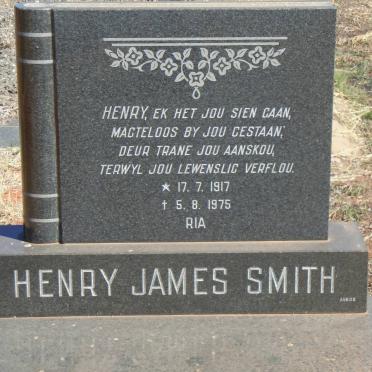 HENRY, EK HET JOU SIEN GAAN,
MAGTELOOS BY JOU GESTAAN,
DEUR TRANE JOU AANSKOU,
TERWYL JOU LEWENSLIG VERFLOU.
★ 17. 7. 1917
† 5. 8. 1975
RIA
HENRY JAMES SMITH